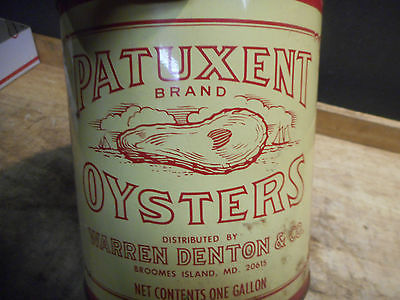 PATUXENT
BRAND
OYSTERS
DISTRIBUTED BY
WARREN DENTON & CO.
BROOMES ISLAND, MD. 20615
NET CONTENTS ONE GALLON